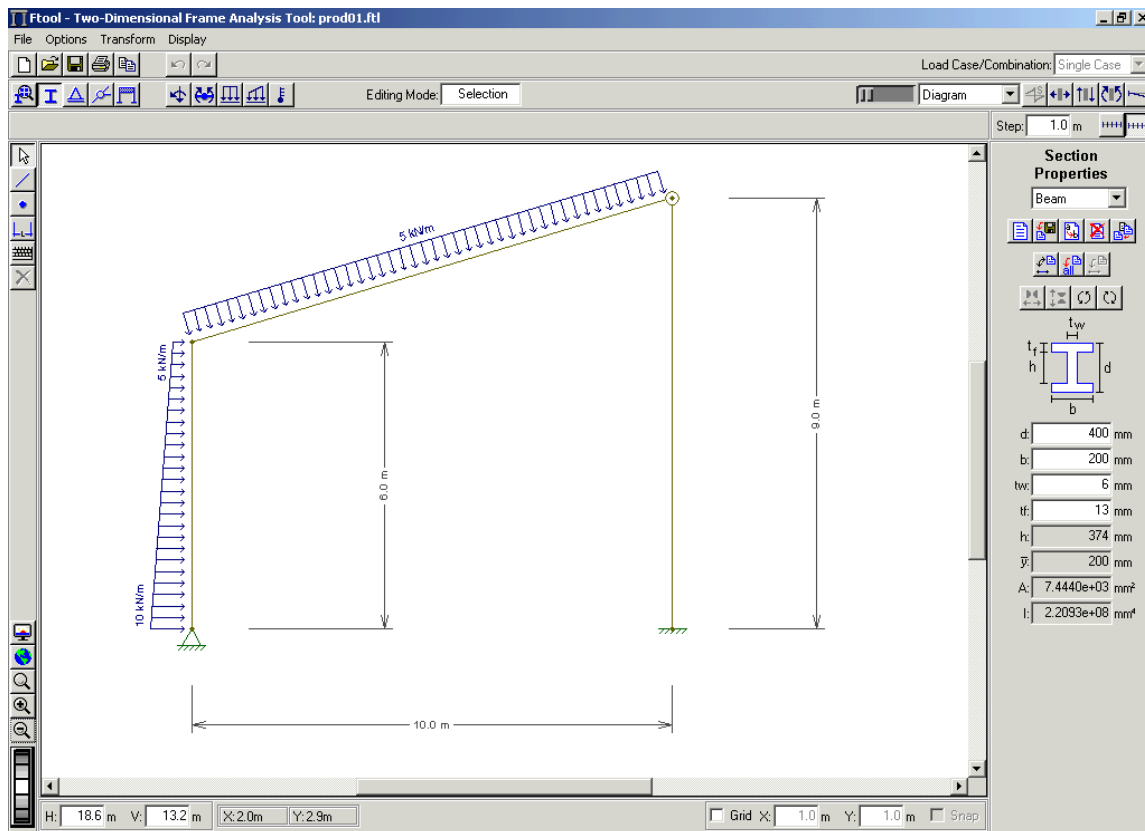 Ftool - Two-Dimensional Frame Analysis Tool: prod01.ftl
File Options Transform Display
Load Case/Combination: Single Case
Editing Mode: Selection
Diagram
Step: 1.0 m
Section
Properties
Beam
all
tw
tf
h
d
b
d: 400 mm
b: 200 mm
tw: 6 mm
tf: 13 mm
h: 374 mm
y̅: 200 mm
A: 7.4440e+03 mm²
I: 2.2093e+08 mm⁴
5 kN/m
5 kN/m
10 kN/m
6.0 m
9.0 m
10.0 m
H: 18.6 m V: 13.2 m X:2.0m Y:2.9m
Grid X: 1.0 m Y: 1.0 m Snap